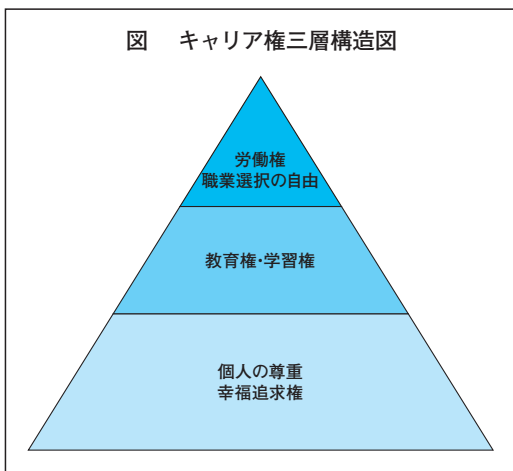 図　キャリア権三層構造図
労働権
職業選択の自由
教育権・学習権
個人の尊重
幸福追求権